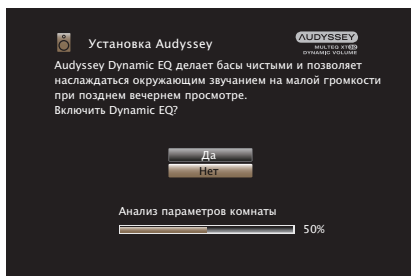 Установка Audyssey
AUDYSSEY
MULTEQ XT32
DYNAMIC VOLUME
Audyssey Dynamic EQ делает басы чистыми и позволяет
наслаждаться окружающим звучанием на малой громкости
при позднем вечернем просмотре.
Включить Dynamic EQ?
Да
Нет
Анализ параметров комнаты
50%